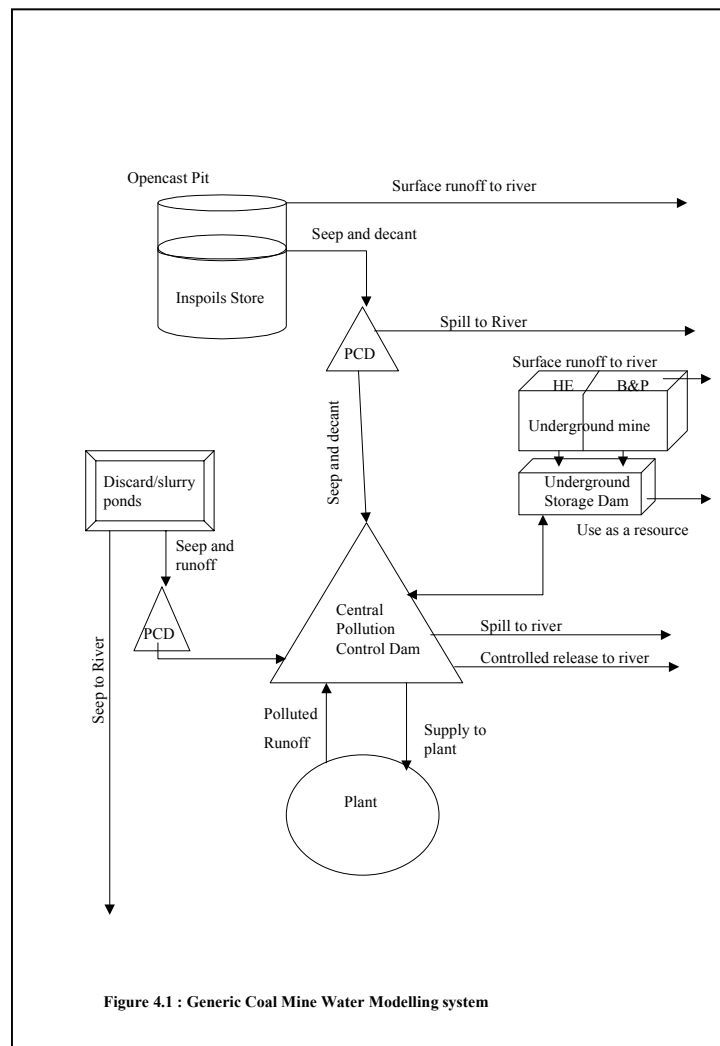 Opencast Pit
Surface runoff to river
Seep and decant
Inspoils Store
Spill to River
PCD
Surface runoff to river
HE
B&P
Underground mine
Seep and decant
Discard/slurry
ponds
Underground
Storage Dam
Use as a resource
Seep and
runoff
PCD
Central
Pollution
Control Dam
Spill to river
Controlled release to river
Seep to River
Polluted
Runoff
Supply to
plant
Plant
Figure 4.1 : Generic Coal Mine Water Modelling system